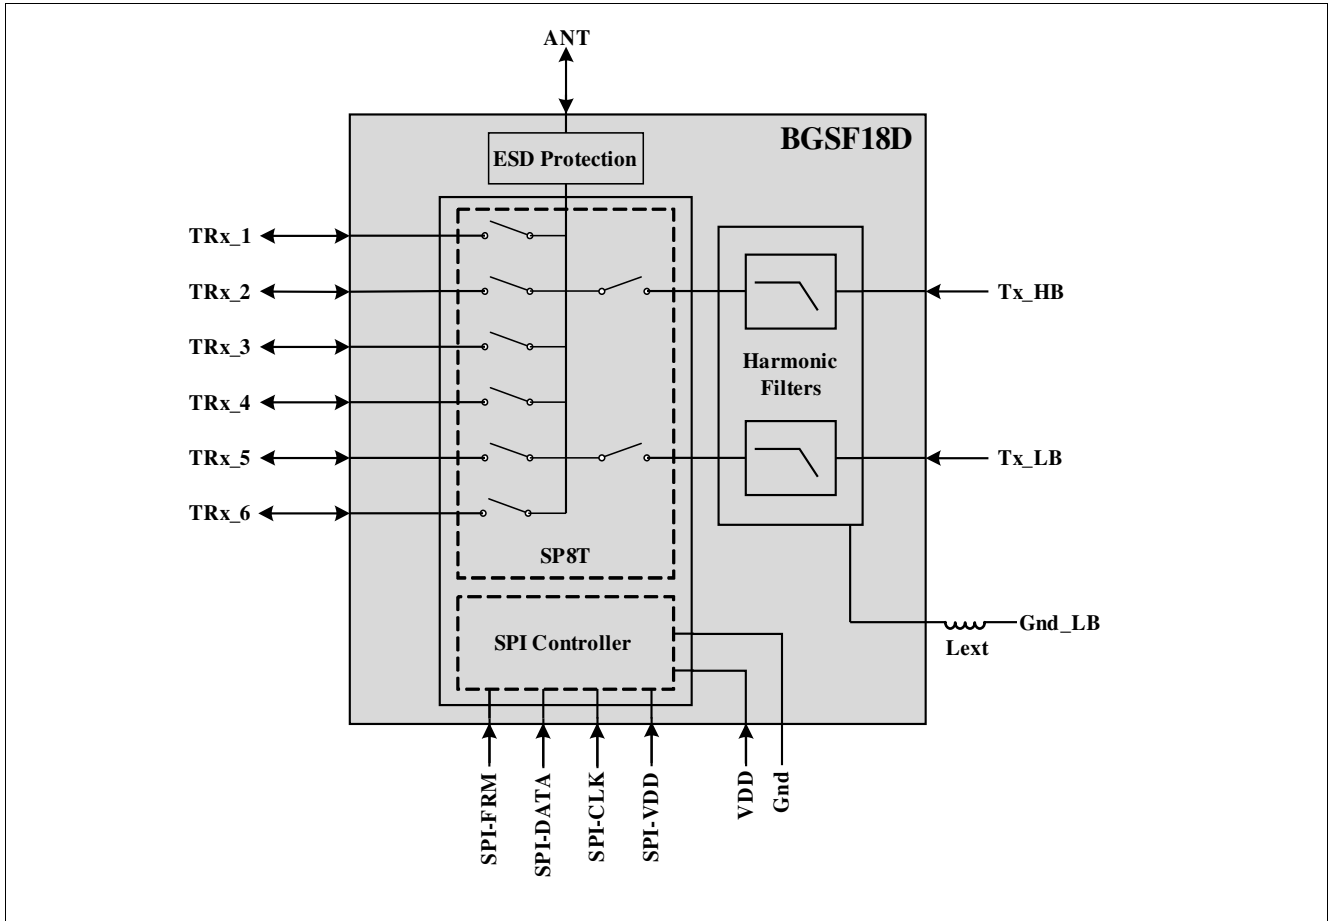 ANT
BGSF18D
ESD Protection
TRx_1
TRx_2
Tx_HB
TRx_3
Harmonic
Filters
TRx_4
TRx_5
Tx_LB
TRx_6
SP8T
Gnd_LB
SPI Controller
Lext
SPI-FRM
SPI-DATA
SPI-CLK
SPI-VDD
VDD
Gnd